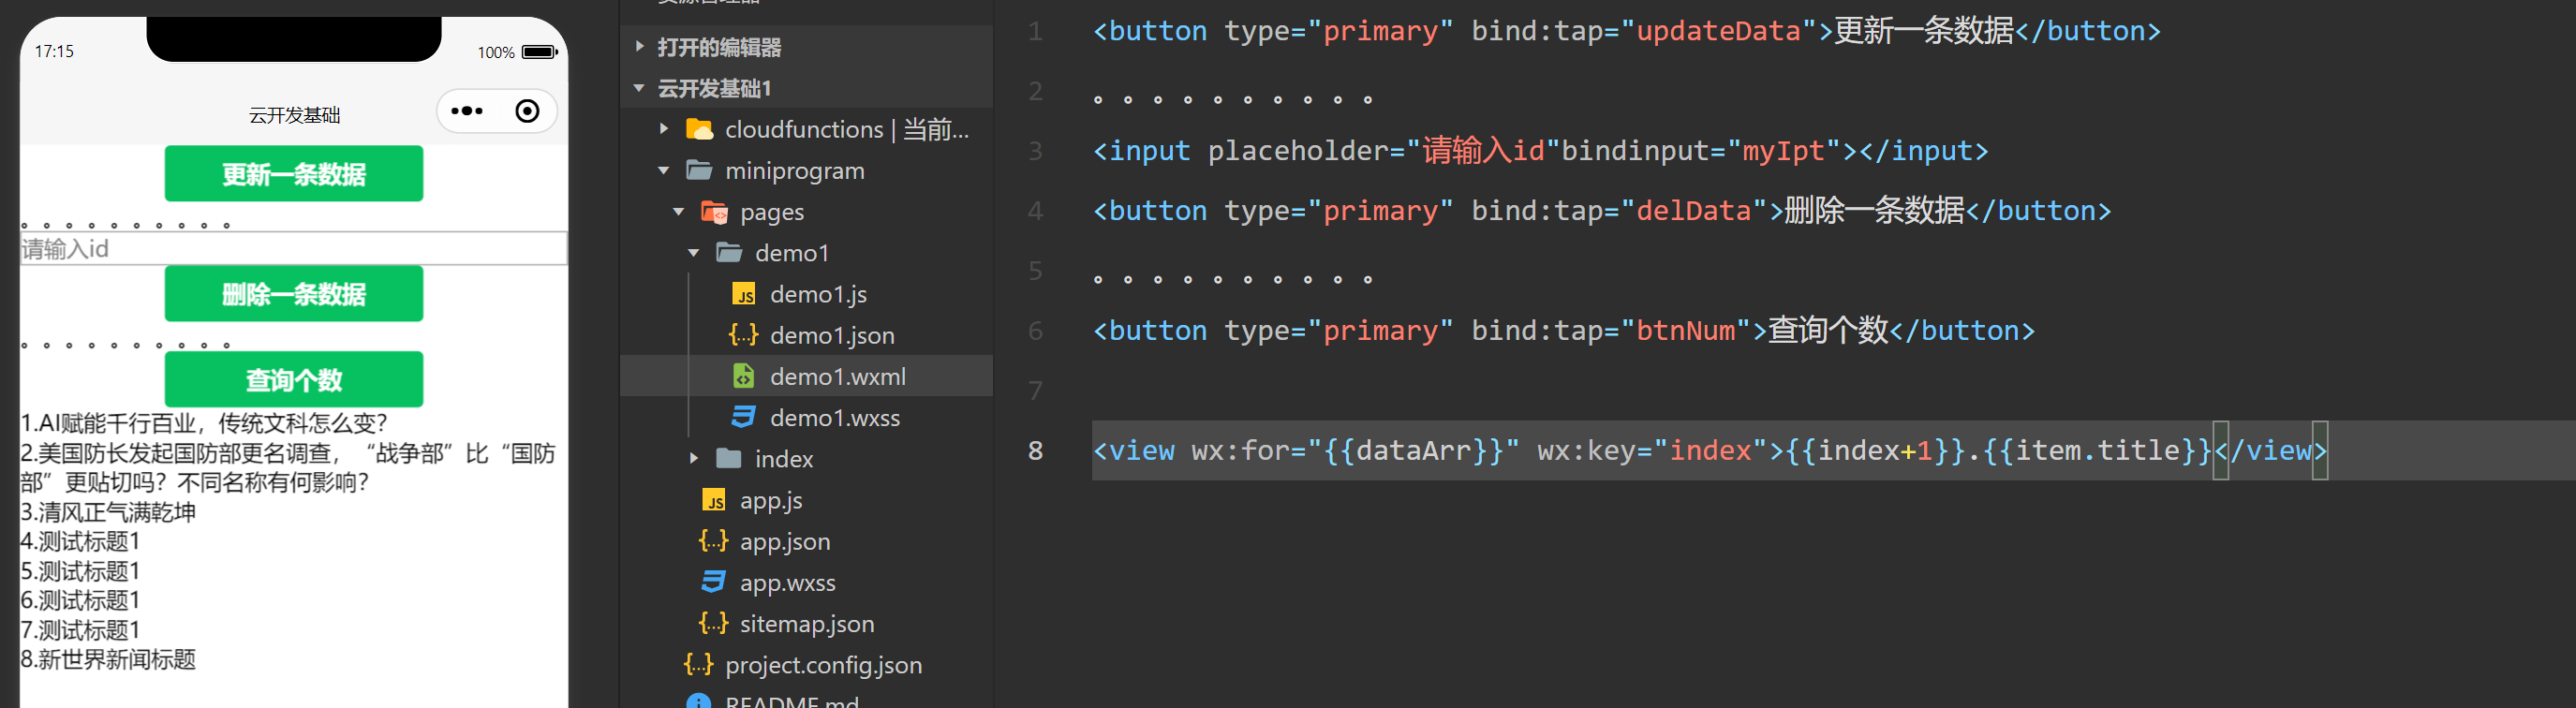 17:15
100%
云开发基础
更新一条数据
。。。。。。。。。。
请输入id
删除一条数据
。。。。。。。。。。
查询个数
1.AI赋能千行百业，传统文科怎么变？
2.美国防长发起国防部更名调查，“战争部”比“国防
部”更贴切吗？不同名称有何影响？
3.清风正气满乾坤
4.测试标题1
5.测试标题1
6.测试标题1
7.测试标题1
8.新世界新闻标题
资源管理器
打开的编辑器
云开发基础1
cloudfunctions | 当前...
miniprogram
pages
demo1
demo1.js
demo1.json
demo1.wxml
demo1.wxss
index
app.js
app.json
app.wxss
sitemap.json
project.config.json
README.md
1 <button type="primary" bind:tap="updateData">更新一条数据</button>
2 。。。。。。。。。。
3 <input placeholder="请输入id"bindinput="myIpt"></input>
4 <button type="primary" bind:tap="delData">删除一条数据</button>
5 。。。。。。。。。。
6 <button type="primary" bind:tap="btnNum">查询个数</button>
7
8 <view wx:for="{{dataArr}}" wx:key="index">{{index+1}}.{{item.title}}</view>